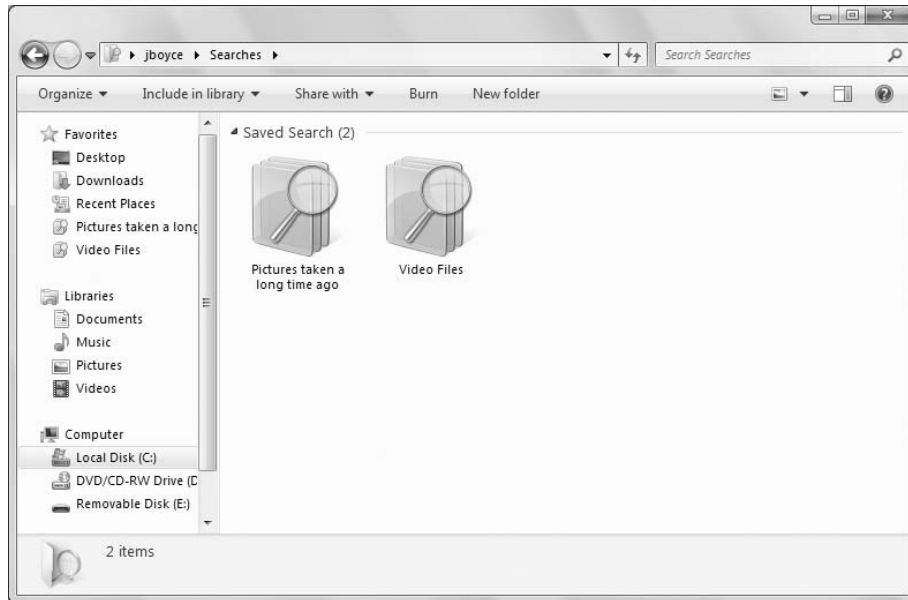 jboyce Searches
Search Searches
Organize Include in library Share with Burn New folder
Favorites
Desktop
Downloads
Recent Places
Pictures taken a long
Video Files
Libraries
Documents
Music
Pictures
Videos
Computer
Local Disk (C:)
DVD/CD-RW Drive (D
Removable Disk (E:)
Saved Search (2)
Pictures taken a
long time ago
Video Files
2 items